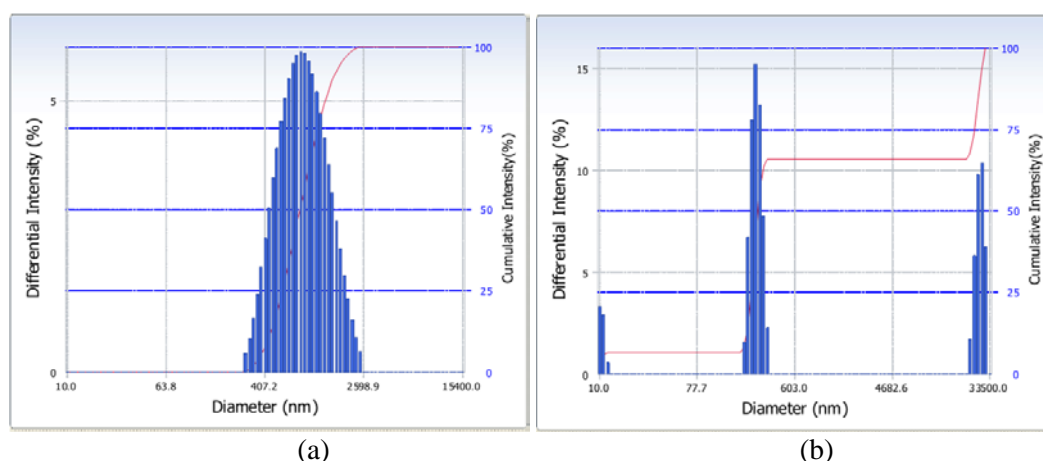 Differential Intensity (%)
5
0
100
75
50
25
0
Cumulative Intensity(%)
10.0 63.8 407.2 2998.9 15400.0
Diameter (nm)
(a)
Differential Intensity (%)
15
10
5
0
100
75
50
25
0
Cumulative Intensity(%)
10.0 77.7 603.0 4682.6 33500.0
Diameter (nm)
(b)